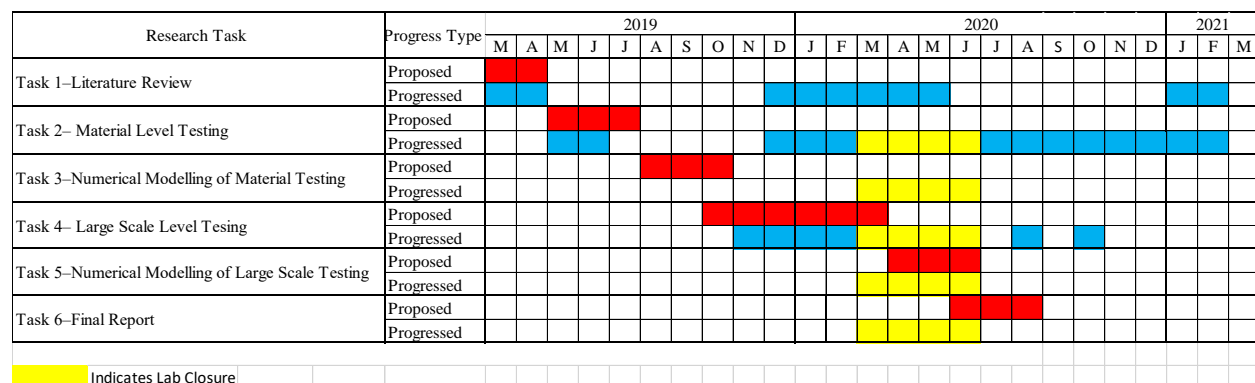 Research Task Progress Type 2019 2020 2021
M A M J J A S O N D J F M A M J J A S O N D J F M
Task 1–Literature Review
Proposed
Progressed
Task 2– Material Level Testing
Proposed
Progressed
Task 3–Numerical Modelling of Material Testing
Proposed
Progressed
Task 4– Large Scale Level Tesing
Proposed
Progressed
Task 5–Numerical Modelling of Large Scale Testing
Proposed
Progressed
Task 6–Final Report
Proposed
Progressed
Indicates Lab Closure